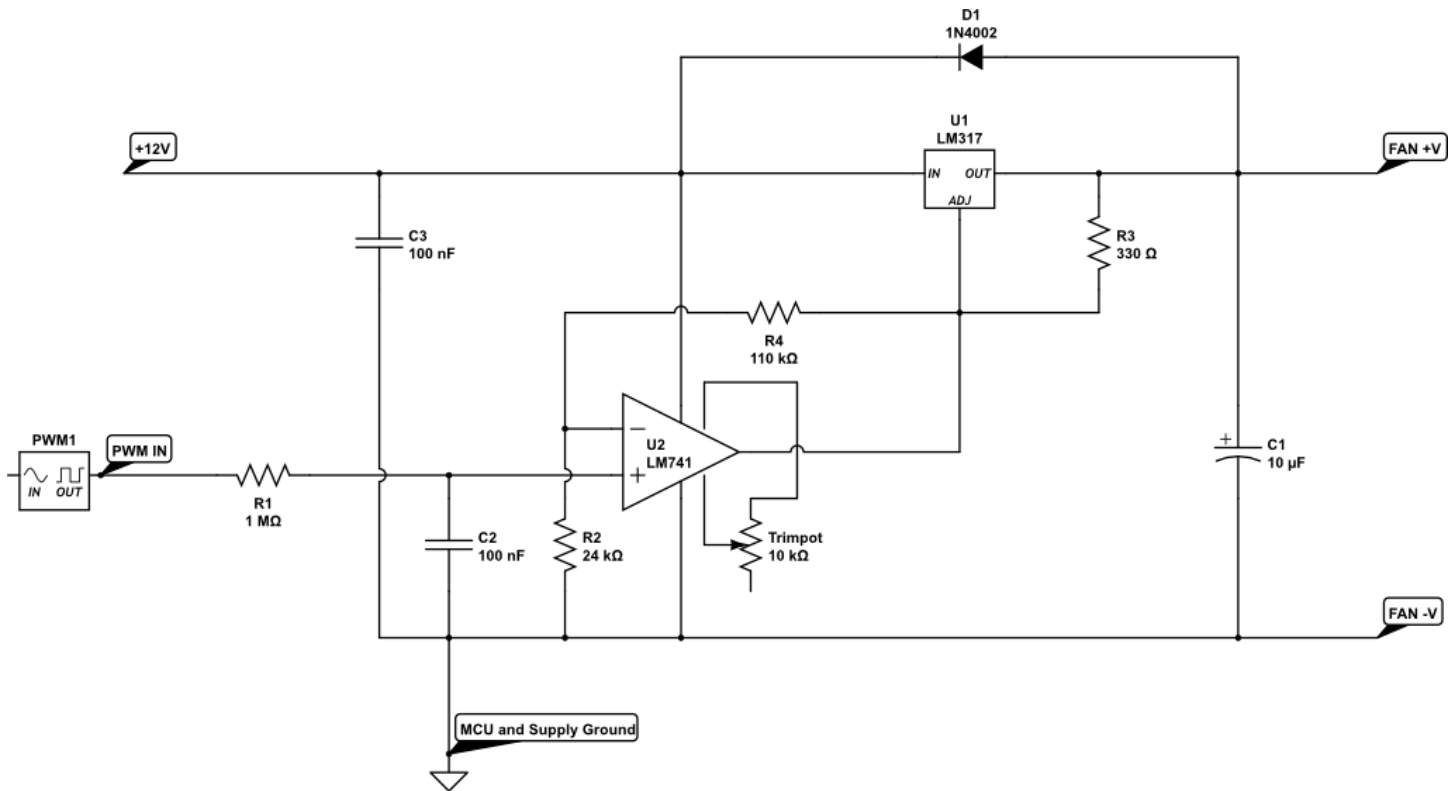 D1
1N4002
U1
LM317
+12V
FAN +V
IN
OUT
ADJ
C3
100 nF
R3
330 Ω
R4
110 kΩ
PWM1
PWM IN
−
U2
LM741
+
+
C1
10 µF
IN
OUT
R1
1 MΩ
C2
100 nF
R2
24 kΩ
Trimpot
10 kΩ
FAN -V
MCU and Supply Ground